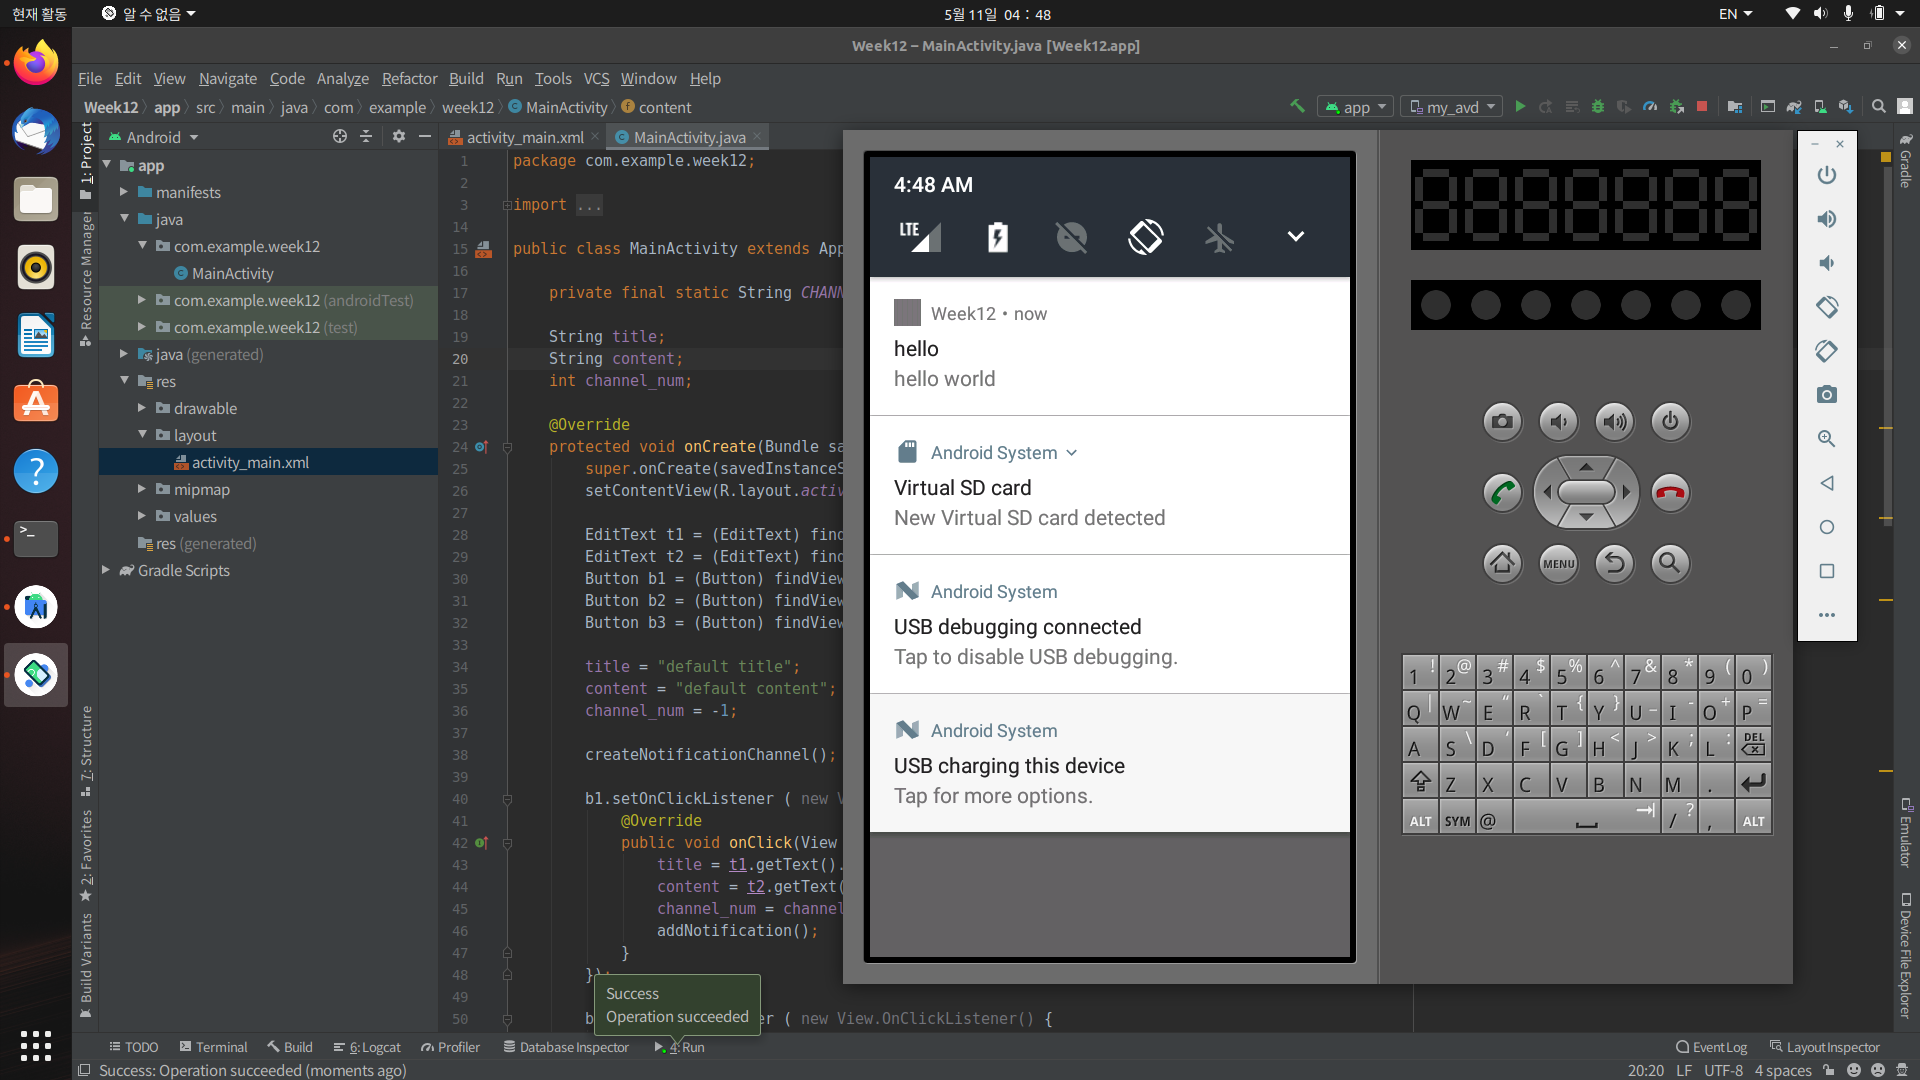 현재 활동
알 수 없음
5월 11일 04 : 48
EN
Week12 – MainActivity.java [Week12.app]
File Edit View Navigate Code Analyze Refactor Build Run Tools VCS Window Help
Week12 app src main java com example week12 MainActivity content
app
my_avd
1: Project
Resource Manager
7: Structure
2: Favorites
Build Variants
Android
app
manifests
java
com.example.week12
MainActivity
com.example.week12 (androidTest)
com.example.week12 (test)
java (generated)
res
drawable
layout
activity_main.xml
mipmap
values
res (generated)
Gradle Scripts
activity_main.xml
MainActivity.java
1 package com.example.week12;
2
3 import ...
14
15 public class MainActivity extends App
16
17 private final static String CHANN
18
19 String title;
20 String content;
21 int channel_num;
22
23 @Override
24 protected void onCreate(Bundle sa
25 super.onCreate(savedInstanceS
26 setContentView(R.layout.activ
27
28 EditText t1 = (EditText) find
29 EditText t2 = (EditText) find
30 Button b1 = (Button) findView
31 Button b2 = (Button) findView
32 Button b3 = (Button) findView
33
34 title = "default title";
35 content = "default content";
36 channel_num = -1;
37
38 createNotificationChannel();
39
40 b1.setOnClickListener ( new V
41 @Override
42 public void onClick(View
43 title = t1.getText().
44 content = t2.getText(
45 channel_num = channel
46 addNotification();
47 }
48 });
49
50 b er ( new View.OnClickListener() {
Success
Operation succeeded
4:48 AM
LTE
Week12 • now
hello
hello world
Android System
Virtual SD card
New Virtual SD card detected
Android System
USB debugging connected
Tap to disable USB debugging.
Android System
USB charging this device
Tap for more options.
MENU
1 ! 2 @ 3 # 4 $ 5 % 6 ^ 7 & 8 * 9 ( 0 )
Q | W ~ E “ R ` T { Y } U _ I - O + P =
A S \ D ‘ F [ G ] H < J > K ; L : DEL
Z X C V B N M .
ALT SYM @ / ? , ALT
Gradle
Emulator
Device File Explorer
TODO Terminal Build 6: Logcat Profiler Database Inspector 4: Run Event Log Layout Inspector
Success: Operation succeeded (moments ago)
20:20 LF UTF-8 4 spaces